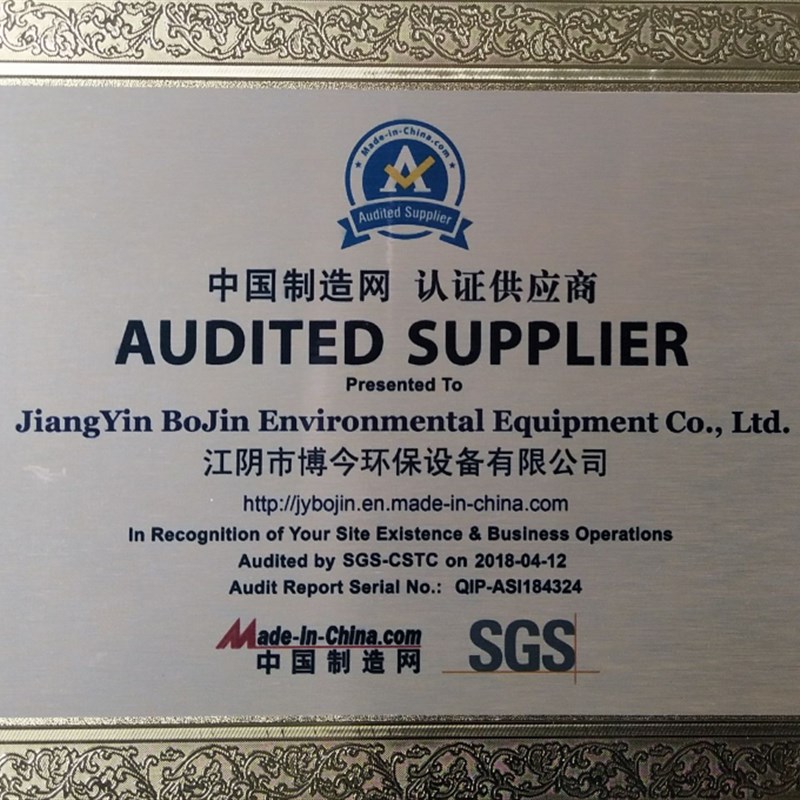 Made-in-China.com
A
Audited Supplier
中国制造网 认证供应商
AUDITED SUPPLIER
Presented To
JiangYin BoJin Environmental Equipment Co., Ltd.
江阴市博今环保设备有限公司
http://jybojin.en.made-in-china.com
In Recognition of Your Site Existence & Business Operations
Audited by SGS-CSTC on 2018-04-12
Audit Report Serial No.: QIP-ASI184324
Made-in-China.com
中国制造网
SGS